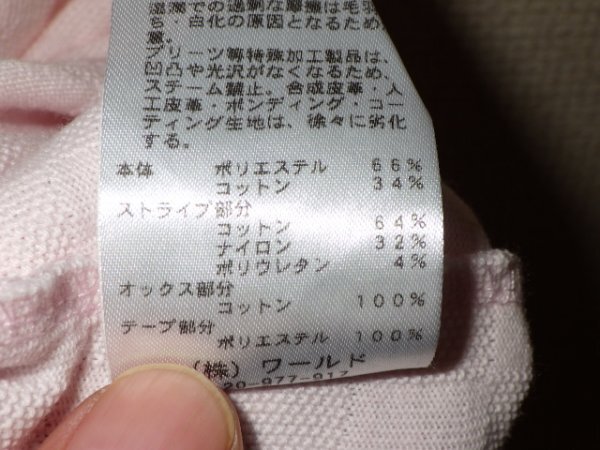 湿潤での過剰な摩擦は毛羽
ち・白化の原因となるため
意。
プリーツ等特殊加工製品は、
凹凸や光沢がなくなるため、
スチーム禁止。合成皮革・人
工皮革・ボンディング・コー
ティング生地は、徐々に劣化
する。
本体 ポリエステル 66%
コットン 34%
ストライプ部分
コットン 64%
ナイロン 32%
ポリウレタン 4%
オックス部分
コットン 100%
テープ部分
ポリエステル 100%
(株)ワールド
20-977-917